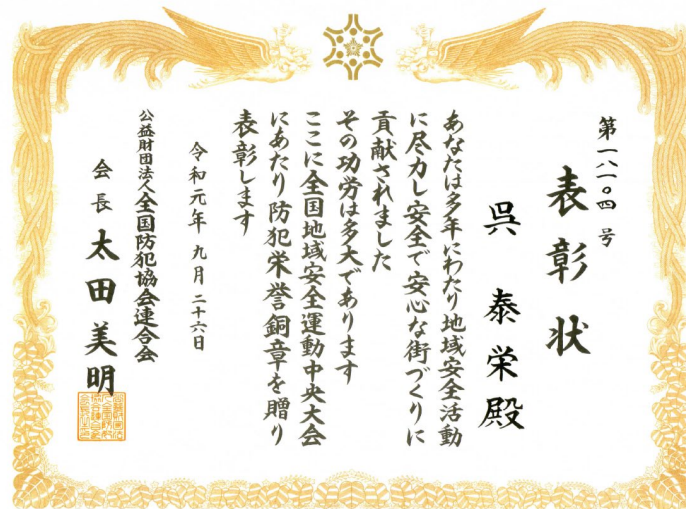 第一八一〇四号
表彰状
呉泰栄殿
あなたは多年にわたり地域安全活動
に尽力し安全で安心な街づくりに
貢献されました
その功労は多大であります
ここに全国地域安全運動中央大会
にあたり防犯栄誉銅章を贈り
表彰します
令和元年九月二十六日
公益財団法人全国防犯協会連合会
会長太田美明